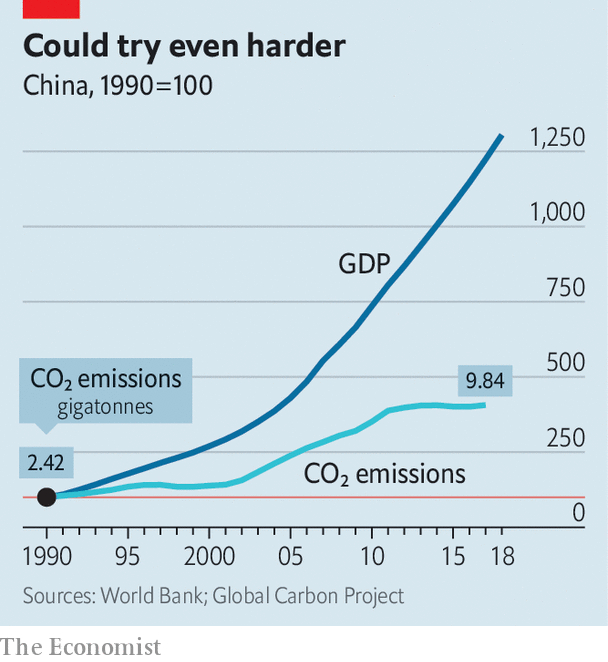 Could try even harder
China, 1990=100
1,250
1,000
GDP
750
500
CO₂ emissions
gigatonnes
9.84
250
2.42
CO₂ emissions
0
1990 95 2000 05 10 15 18
Sources: World Bank; Global Carbon Project
The Economist